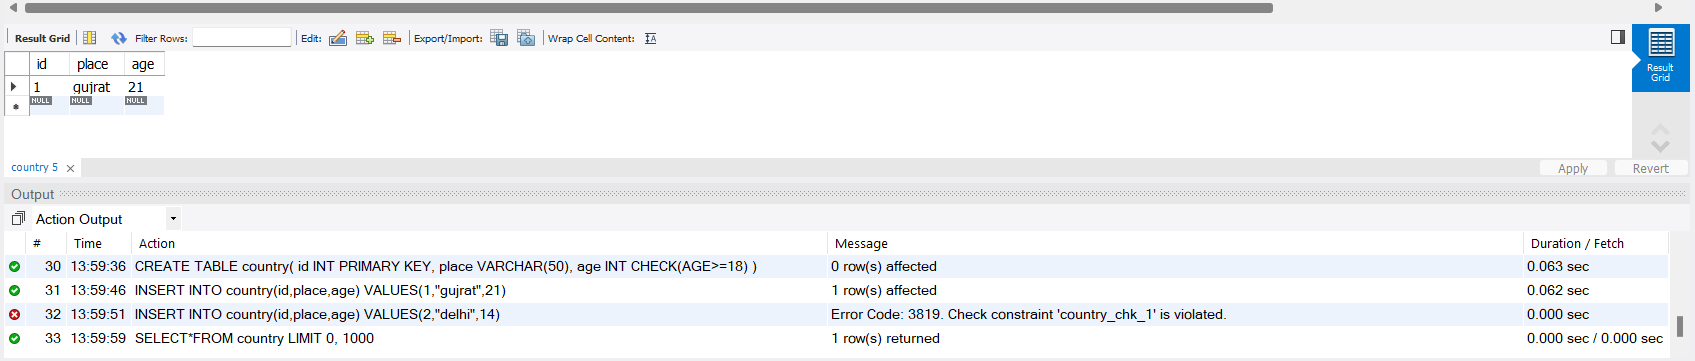 Result Grid Filter Rows: Edit: Export/Import: Wrap Cell Content:
id place age
1 gujrat 21
NULL NULL NULL
Result
Grid
country 5
Apply Revert
Output
Action Output
# Time Action Message Duration / Fetch
30 13:59:36 CREATE TABLE country( id INT PRIMARY KEY, place VARCHAR(50), age INT CHECK(AGE>=18) ) 0 row(s) affected 0.063 sec
31 13:59:46 INSERT INTO country(id,place,age) VALUES(1,"gujrat",21) 1 row(s) affected 0.062 sec
32 13:59:51 INSERT INTO country(id,place,age) VALUES(2,"delhi",14) Error Code: 3819. Check constraint 'country_chk_1' is violated. 0.000 sec
33 13:59:59 SELECT*FROM country LIMIT 0, 1000 1 row(s) returned 0.000 sec / 0.000 sec